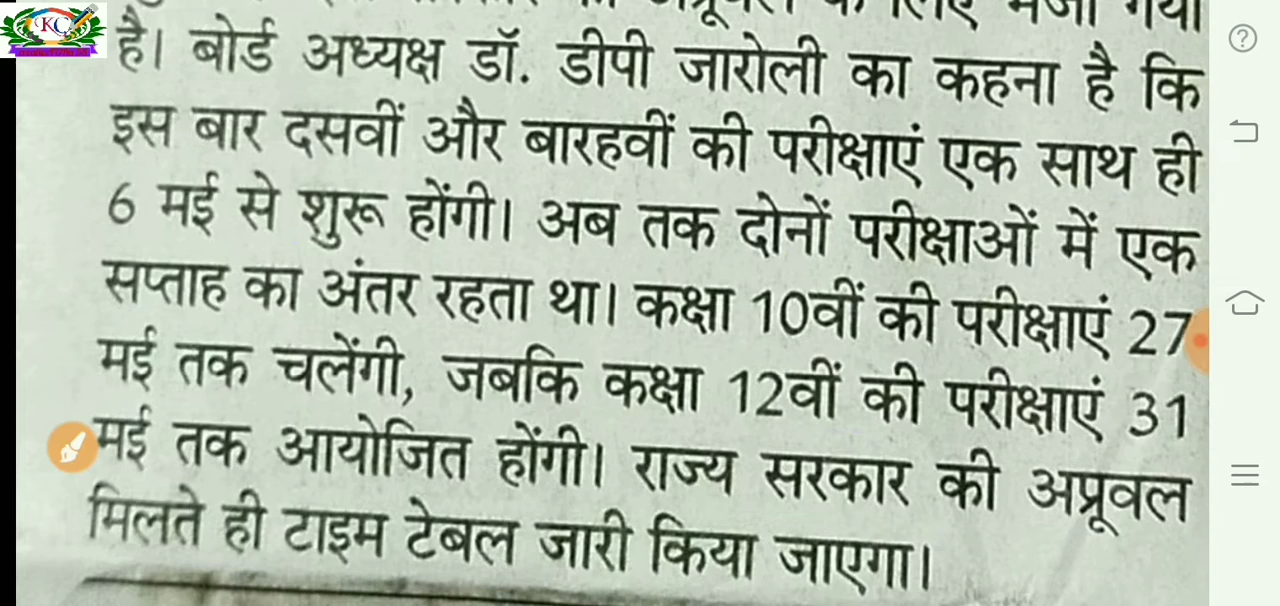 KC
के लिए भेजा गया
है। बोर्ड अध्यक्ष डॉ. डीपी जारोली का कहना है कि
इस बार दसवीं और बारहवीं की परीक्षाएं एक साथ ही
6 मई से शुरू होंगी। अब तक दोनों परीक्षाओं में एक
सप्ताह का अंतर रहता था। कक्षा 10वीं की परीक्षाएं 27
मई तक चलेंगी, जबकि कक्षा 12वीं की परीक्षाएं 31
मई तक आयोजित होंगी। राज्य सरकार की अप्रूवल
मिलते ही टाइम टेबल जारी किया जाएगा।